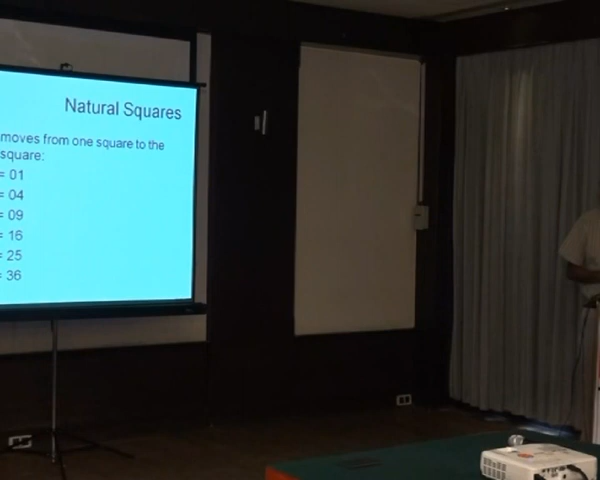 Natural Squares
moves from one square to the
square:
= 01
= 04
= 09
= 16
= 25
= 36